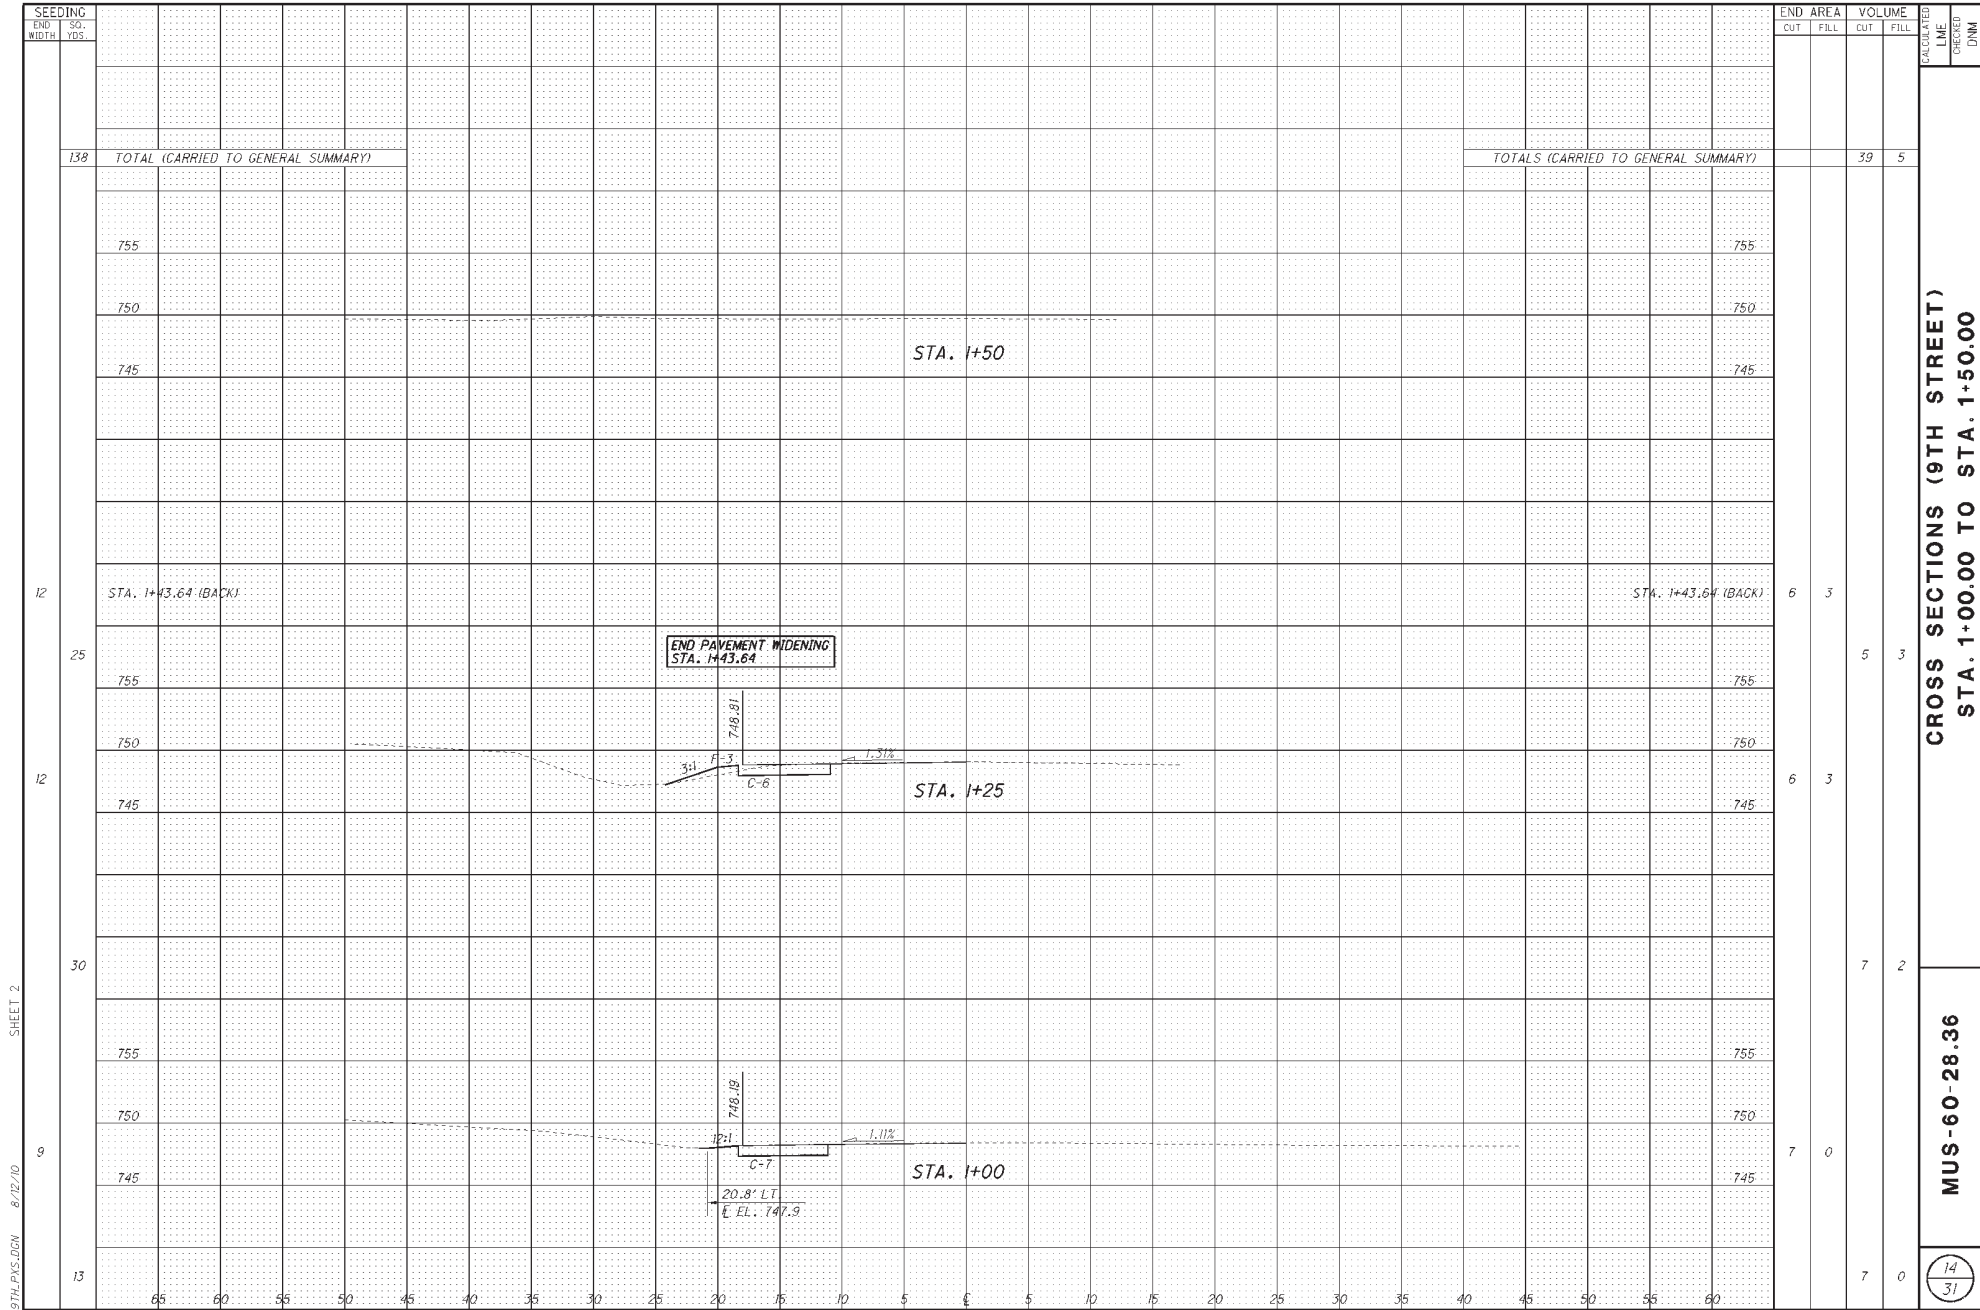 SEEDING
END WIDTH
SQ. YDS.
END AREA
VOLUME
CUT
FILL
CUT
FILL
CALCULATED
LME
CHECKED
DNM
138
TOTAL (CARRIED TO GENERAL SUMMARY)
TOTALS (CARRIED TO GENERAL SUMMARY)
39
5
755
755
750
750
STA. 1+50
745
745
12
STA. 1+43.64 (BACK)
STA. 1+43.64 (BACK)
6
3
END PAVEMENT WIDENING
STA. 1+43.64
25
5
3
755
755
748.81
750
750
1.31%
3:1
F-3
C-6
12
6
3
STA. 1+25
745
745
30
7
2
755
755
748.19
750
750
12:1
1.11%
9
7
0
C-7
STA. 1+00
745
745
20.8' LT
℄ EL. 747.9
13
7
0
65
60
55
50
45
40
35
30
25
20
15
10
5
℄
5
10
15
20
25
30
35
40
45
50
55
60
CROSS SECTIONS (9TH STREET)
STA. 1+00.00 TO STA. 1+50.00
MUS-60-28.36
14
31
SHEET 2
9TH_PXS.DGN 8/12/10